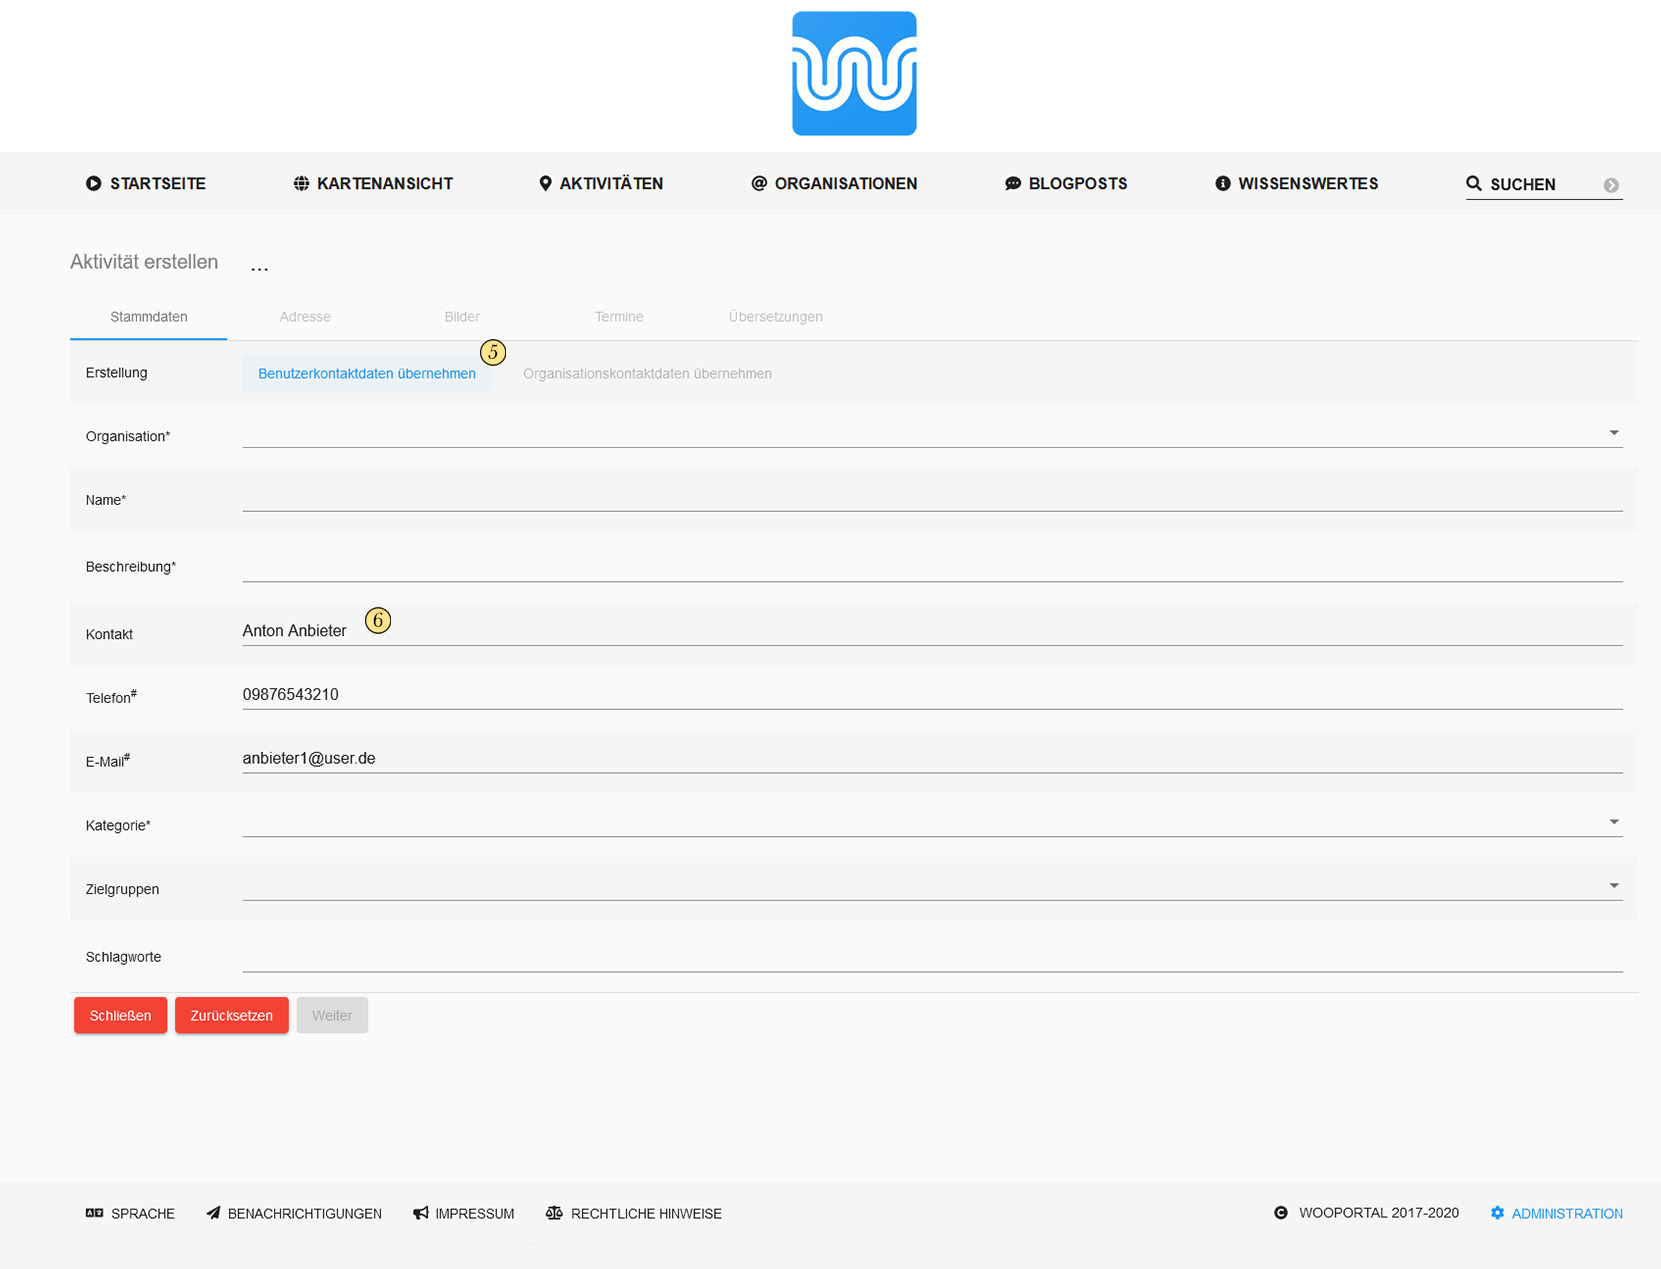 STARTSEITE KARTENANSICHT AKTIVITÄTEN ORGANISATIONEN BLOGPOSTS WISSENSWERTES SUCHEN
Aktivität erstellen ...
Stammdaten Adresse Bilder Termine Übersetzungen
5
Erstellung Benutzerkontaktdaten übernehmen Organisationskontaktdaten übernehmen
Organisation*
Name*
Beschreibung*
6
Kontakt Anton Anbieter
Telefon# 09876543210
E-Mail# anbieter1@user.de
Kategorie*
Zielgruppen
Schlagworte
Schließen Zurücksetzen Weiter
SPRACHE BENACHRICHTIGUNGEN IMPRESSUM RECHTLICHE HINWEISE WOOPORTAL 2017-2020 ADMINISTRATION